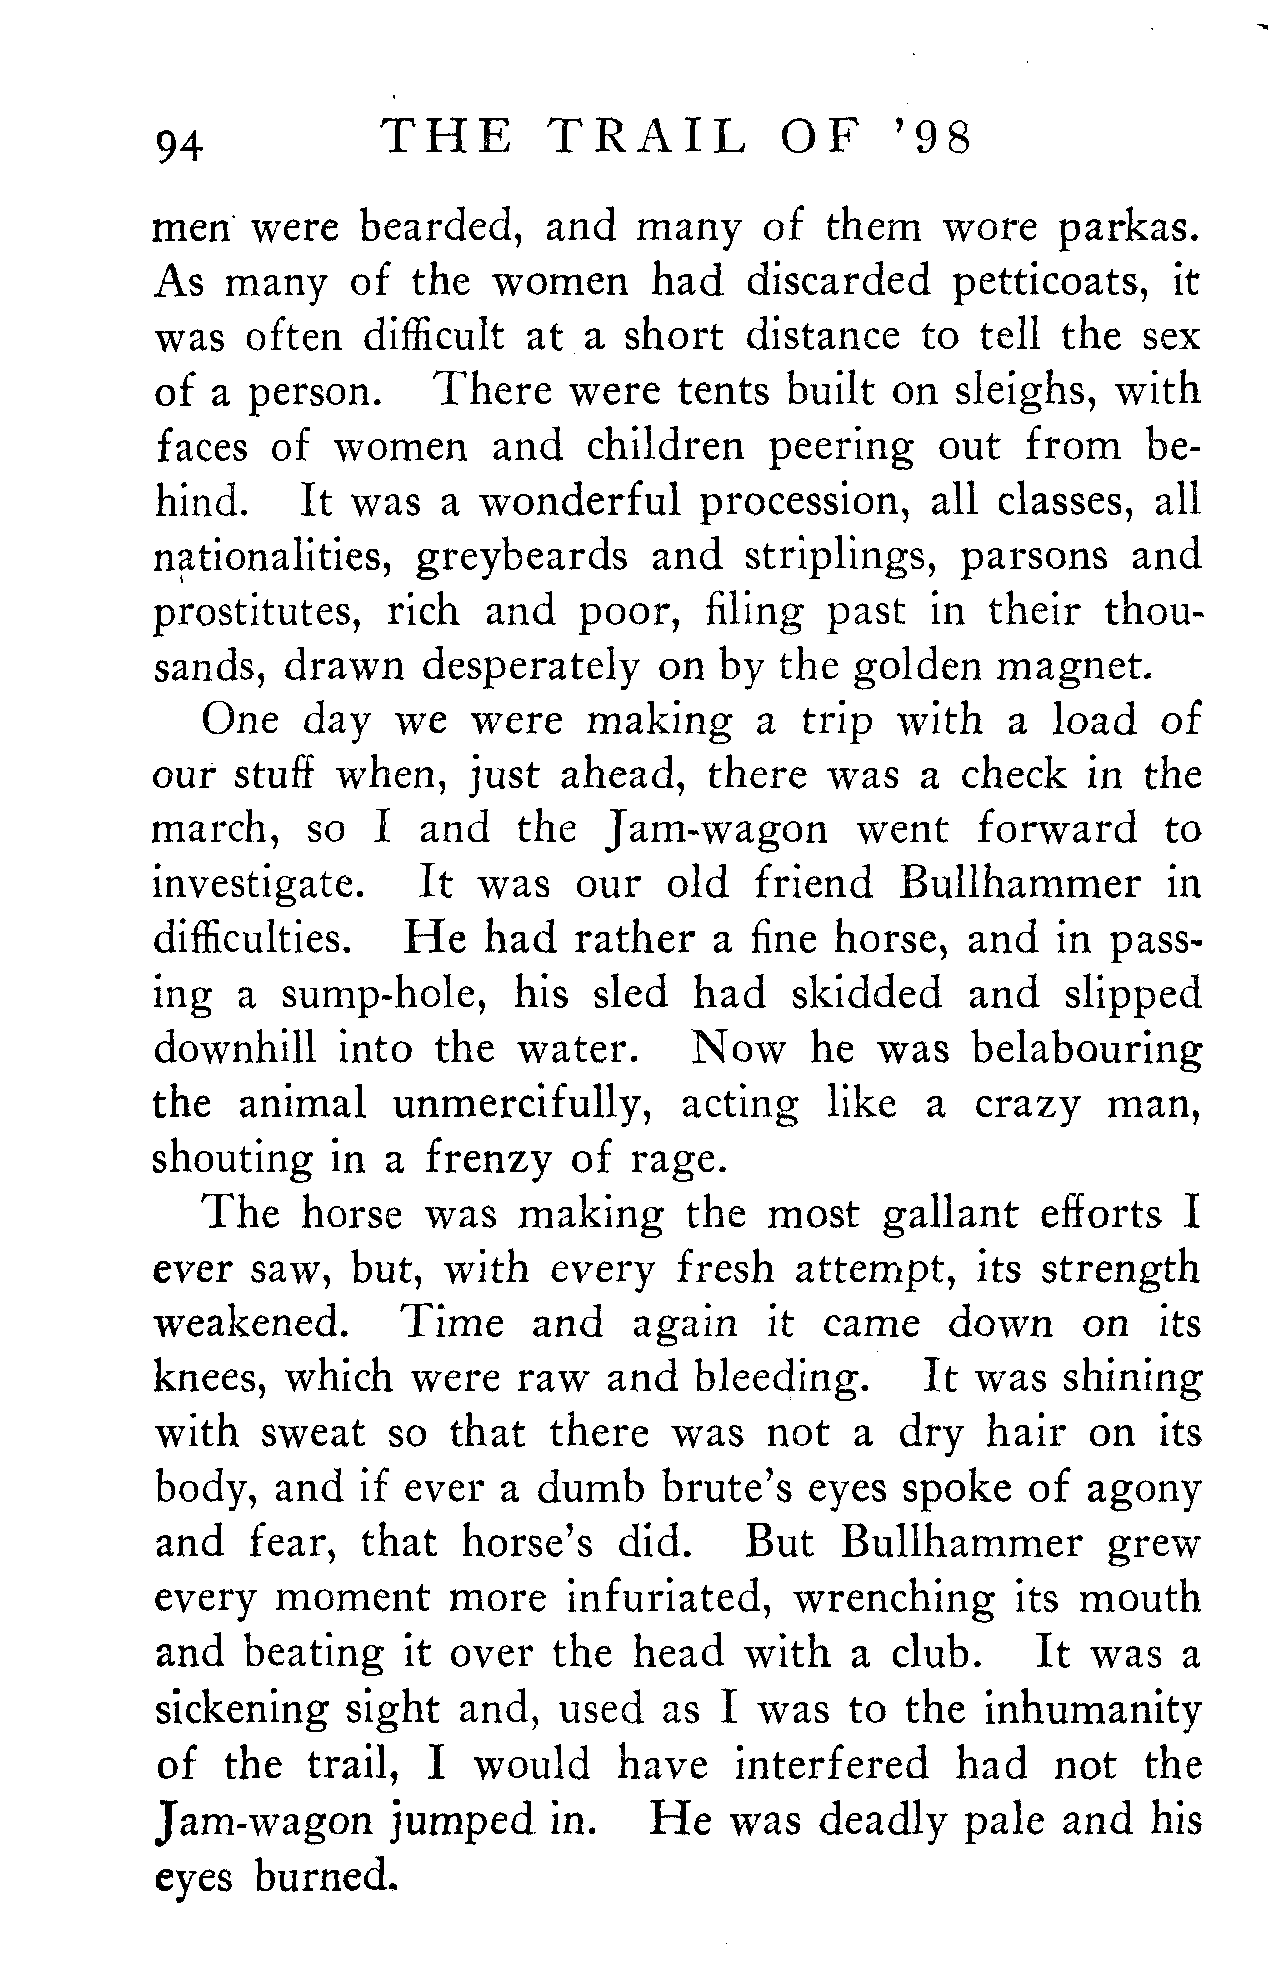 94 THE TRAIL OF '98
men were bearded, and many of them wore parkas.
As many of the women had discarded petticoats, it
was often difficult at a short distance to tell the sex
of a person. There were tents built on sleighs, with
faces of women and children peering out from be-
hind. It was a wonderful procession, all classes, all
nationalities, greybeards and striplings, parsons and
prostitutes, rich and poor, filing past in their thou-
sands, drawn desperately on by the golden magnet.
One day we were making a trip with a load of
our stuff when, just ahead, there was a check in the
march, so I and the Jam-wagon went forward to
investigate. It was our old friend Bullhammer in
difficulties. He had rather a fine horse, and in pass-
ing a sump-hole, his sled had skidded and slipped
downhill into the water. Now he was belabouring
the animal unmercifully, acting like a crazy man,
shouting in a frenzy of rage.
The horse was making the most gallant efforts I
ever saw, but, with every fresh attempt, its strength
weakened. Time and again it came down on its
knees, which were raw and bleeding. It was shining
with sweat so that there was not a dry hair on its
body, and if ever a dumb brute's eyes spoke of agony
and fear, that horse's did. But Bullhammer grew
every moment more infuriated, wrenching its mouth
and beating it over the head with a club. It was a
sickening sight and, used as I was to the inhumanity
of the trail, I would have interfered had not the
Jam-wagon jumped in. He was deadly pale and his
eyes burned.